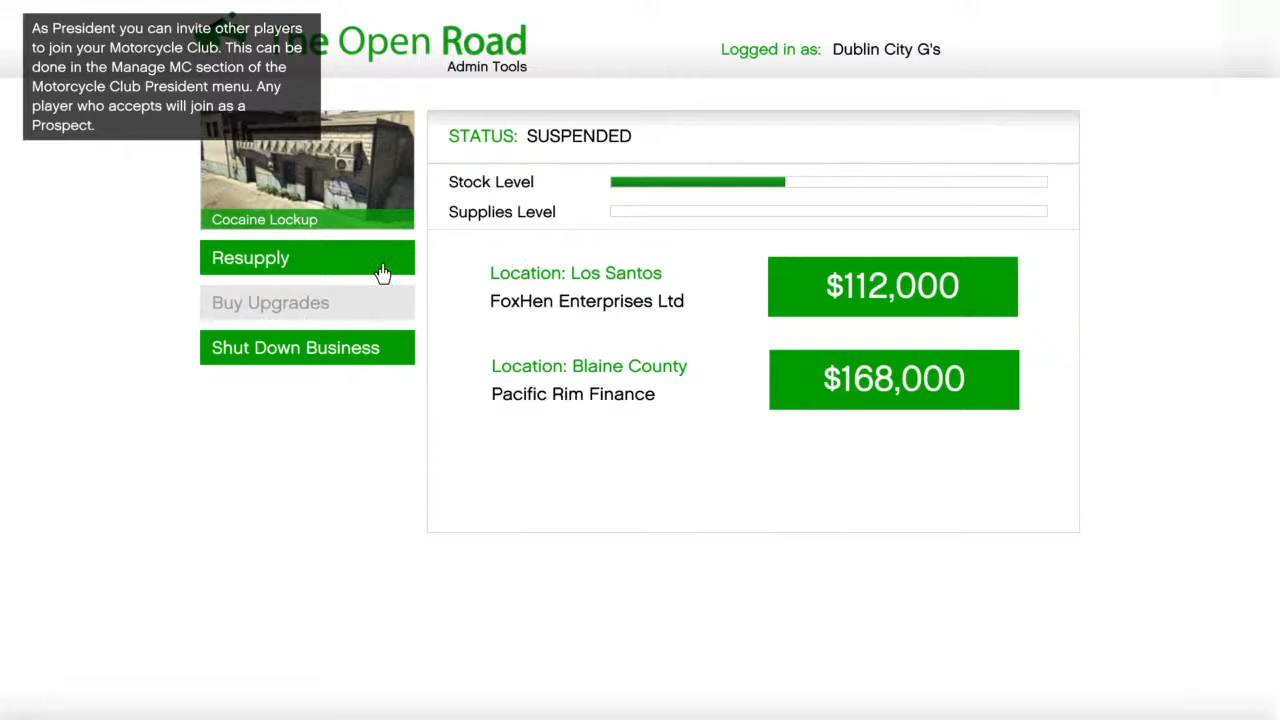 As President you can invite other players
to join your Motorcycle Club. This can be
done in the Manage MC section of the
Motorcycle Club President menu. Any
player who accepts will join as a
Prospect.
Open Road
Admin Tools
Logged in as: Dublin City G's
Cocaine Lockup
Resupply
Buy Upgrades
Shut Down Business
STATUS: SUSPENDED
Stock Level
Supplies Level
Location: Los Santos
FoxHen Enterprises Ltd
$112,000
Location: Blaine County
Pacific Rim Finance
$168,000